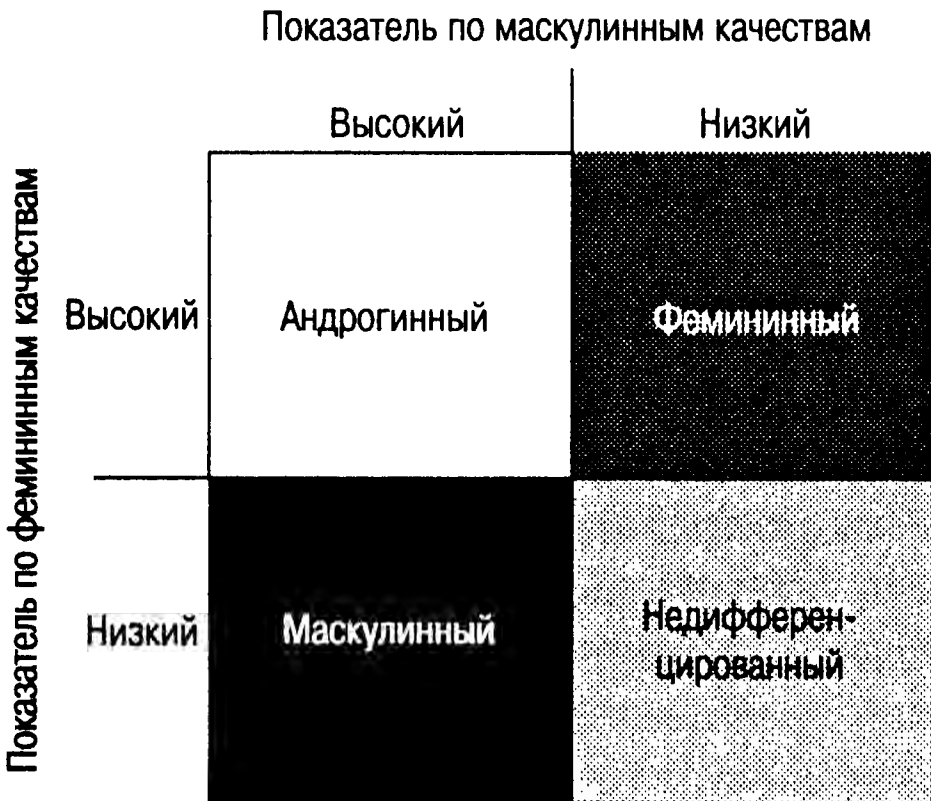 Показатель по маскулинным качествам
Высокий
Низкий
Показатель по фемининным качествам
Высокий
Андрогинный
Фемининный
Низкий
Маскулинный
Недифферен-
цированный